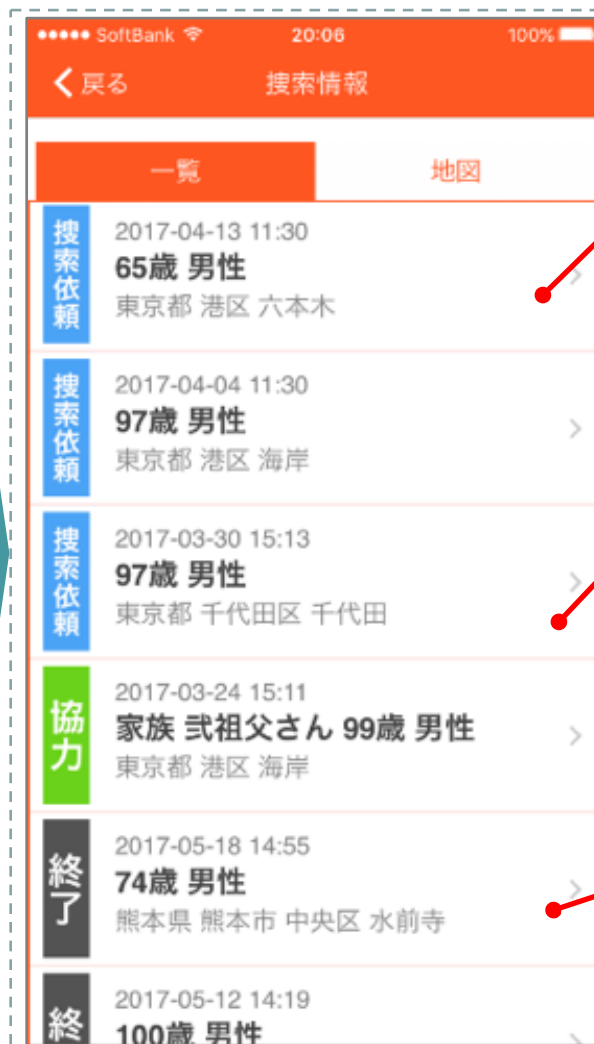 SoftBank 20:06 100%
戻る 捜索情報
一覧 地図
捜索依頼
2017-04-13 11:30
65歳 男性
東京都 港区 六本木
捜索依頼
2017-04-04 11:30
97歳 男性
東京都 港区 海岸
捜索依頼
2017-03-30 15:13
97歳 男性
東京都 千代田区 千代田
協力
2017-03-24 15:11
家族 弐祖父さん 99歳 男性
東京都 港区 海岸
終了
2017-05-18 14:55
74歳 男性
熊本県 熊本市 中央区 水前寺
終
2017-05-12 14:19
100歳 男性